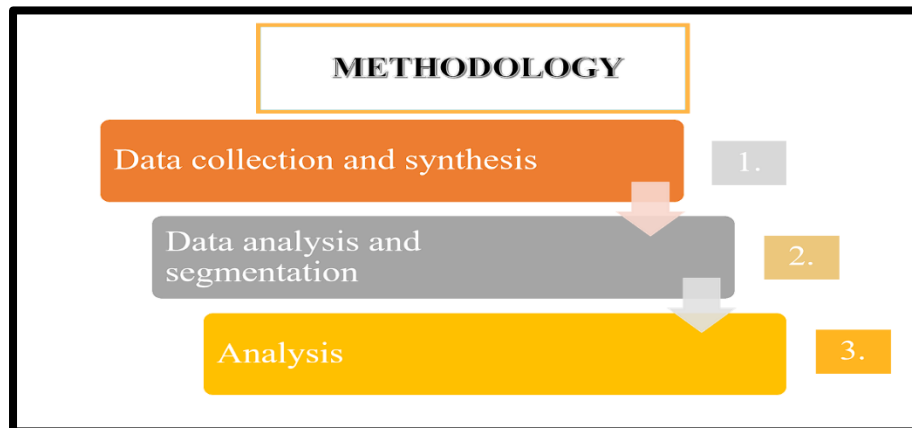 METHODOLOGY
Data collection and synthesis
1.
Data analysis and
segmentation
2.
Analysis
3.